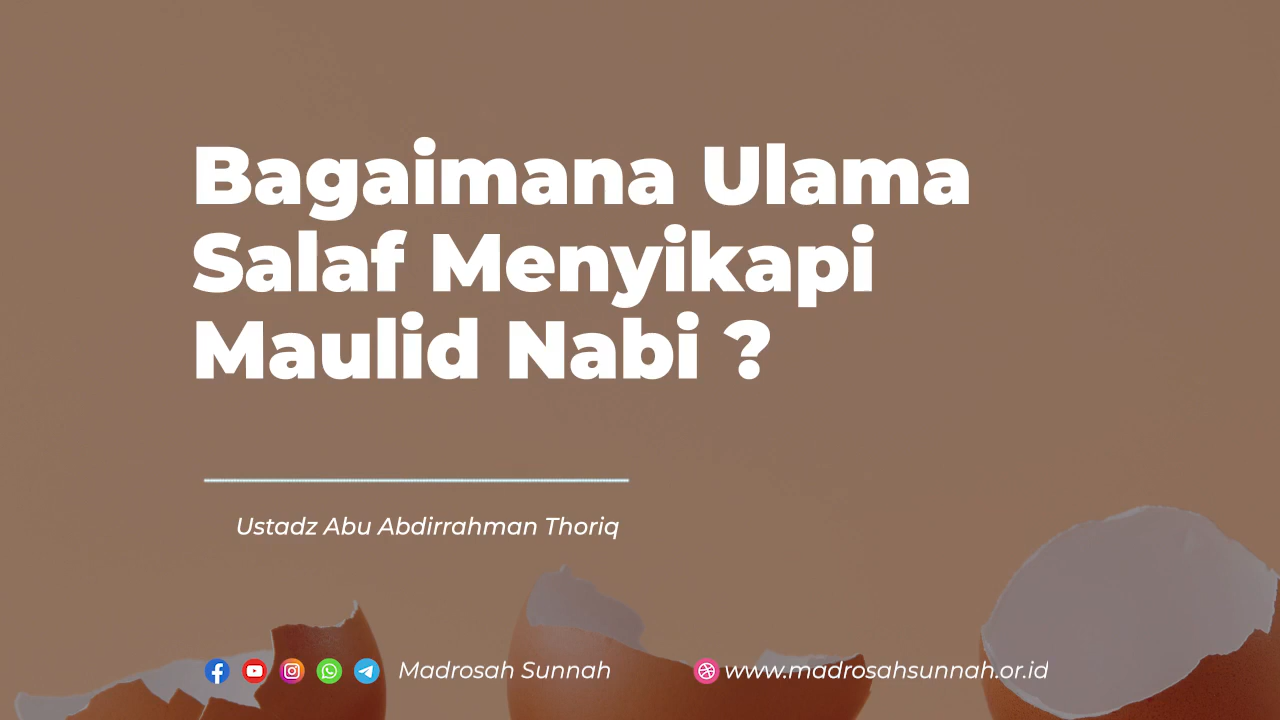 Bagaimana Ulama
Salaf Menyikapi
Maulid Nabi ?
Ustadz Abu Abdirrahman Thoriq
Madrosah Sunnah
www.madrosahsunnah.or.id